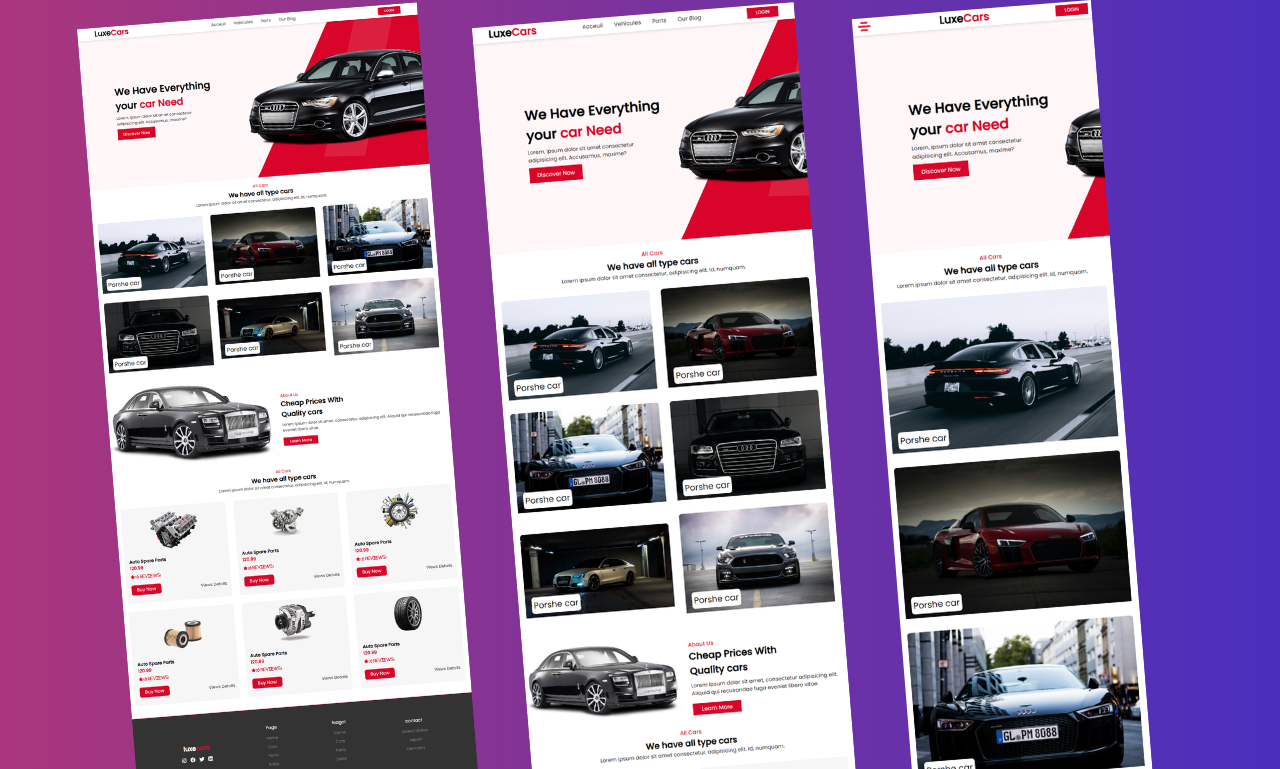 LuxeCars
Acceuil Vehicules Parts Our Blog
LOGIN
We Have Everything
your car Need
Lorem, ipsum dolor sit amet consectetur
adipisicing elit. Accusamus, maxime?
Discover Now
All Cars
We have all type cars
Lorem ipsum dolor sit amet consectetur, adipisicing elit. Id, numquam.
Porshe car
Porshe car
Porshe car
Porshe car
Porshe car
Porshe car
About Us
Cheap Prices With
Quality cars
Lorem ipsum dolor sit amet, consectetur adipisicing elit. Aliquid qui recusandae fuga
eveniet libero vitae.
Learn More
All Cars
We have all type cars
Lorem ipsum dolor sit amet consectetur, adipisicing elit. Id, numquam.
Auto Spare Parts
120.99
Buy Now
Views Details
Auto Spare Parts
120.99
Buy Now
Views Details
Auto Spare Parts
120.99
Buy Now
Views Details
Auto Spare Parts
120.99
Buy Now
Views Details
Auto Spare Parts
120.99
Buy Now
Views Details
Auto Spare Parts
120.99
Buy Now
Views Details
luxecars
contact
LuxeCars
Acceuil Vehicules Parts Our Blog
LOGIN
We Have Everything
your car Need
Lorem, ipsum dolor sit amet consectetur
adipisicing elit. Accusamus, maxime?
Discover Now
All Cars
We have all type cars
Lorem ipsum dolor sit amet consectetur, adipisicing elit. Id, numquam.
Porshe car
Porshe car
GL·PM 8088
Porshe car
Porshe car
Porshe car
Porshe car
About Us
Cheap Prices With
Quality cars
Lorem ipsum dolor sit amet, consectetur adipisicing elit.
Aliquid qui recusandae fuga eveniet libero vitae.
Learn More
All Cars
We have all type cars
Lorem ipsum dolor sit amet consectetur, adipisicing elit. Id, numquam.
LuxeCars
LOGIN
We Have Everything
your car Need
Lorem, ipsum dolor sit amet consectetur
adipisicing elit. Accusamus, maxime?
Discover Now
All Cars
We have all type cars
Lorem ipsum dolor sit amet consectetur, adipisicing elit. Id, numquam.
Porshe car
Porshe car
GL·PM 8088
Porshe car